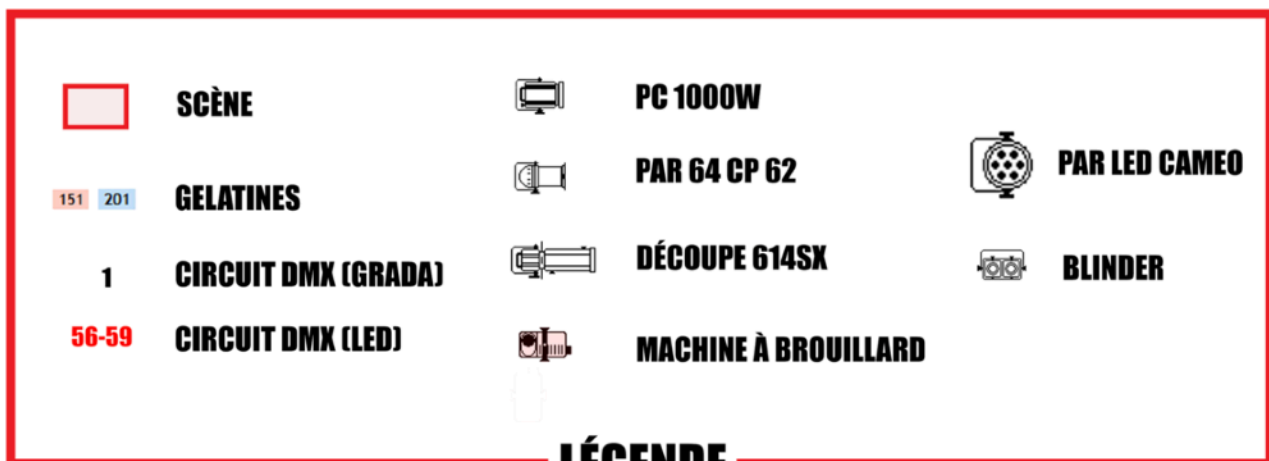 SCÈNE
151 201 GELATINES
1 CIRCUIT DMX (GRADA)
56-59 CIRCUIT DMX (LED)
PC 1000W
PAR 64 CP 62
DÉCOUPE 614SX
MACHINE À BROUILLARD
PAR LED CAMEO
BLINDER
LÉGENDE